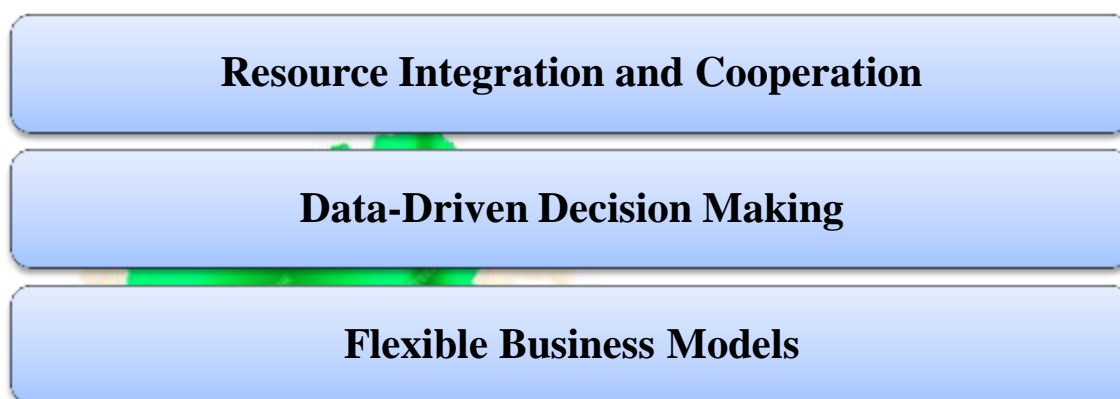 Resource Integration and Cooperation
Data-Driven Decision Making
Flexible Business Models